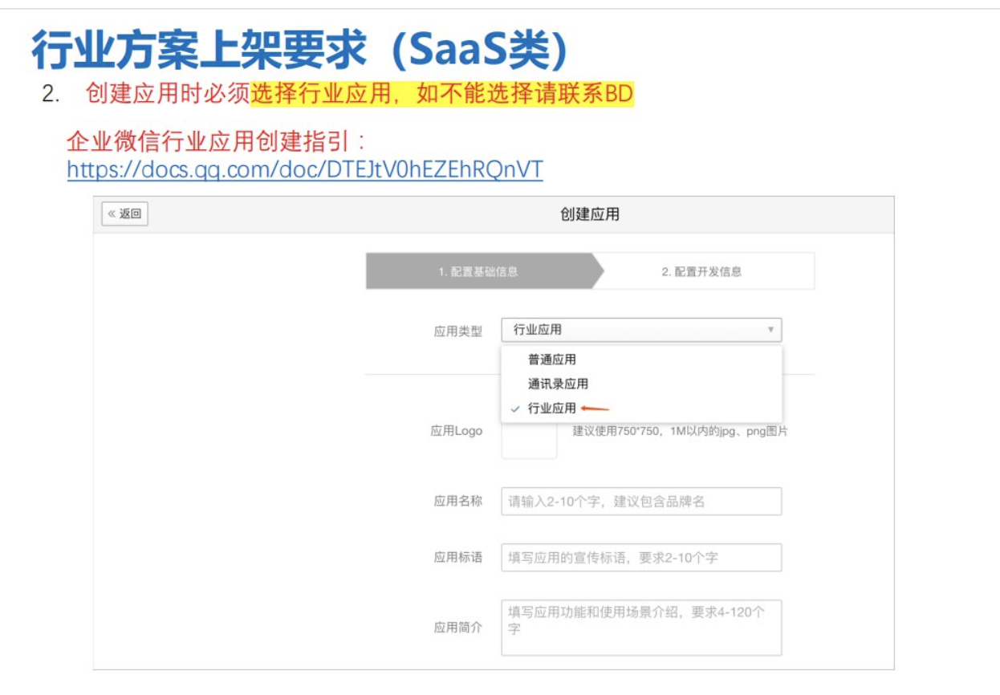 行业方案上架要求（SaaS类）
2. 创建应用时必须选择行业应用，如不能选择请联系BD
企业微信行业应用创建指引：
https://docs.qq.com/doc/DTEJtV0hEZEhRQnVT
« 返回
创建应用
1. 配置基础信息
2. 配置开发信息
应用类型
行业应用
普通应用
通讯录应用
行业应用
应用Logo
建议使用750*750，1M以内的jpg、png图片
应用名称
请输入2-10个字，建议包含品牌名
应用标语
填写应用的宣传标语，要求2-10个字
应用简介
填写应用功能和使用场景介绍，要求4-120个
字